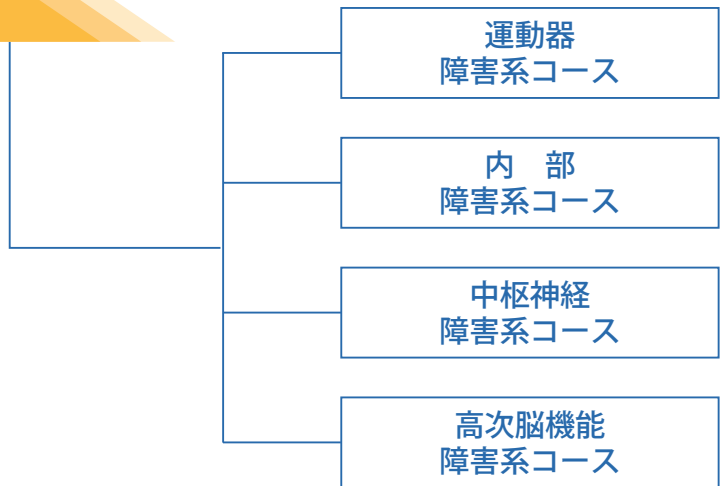 運動器
障害系コース
内　部
障害系コース
中枢神経
障害系コース
高次脳機能
障害系コース